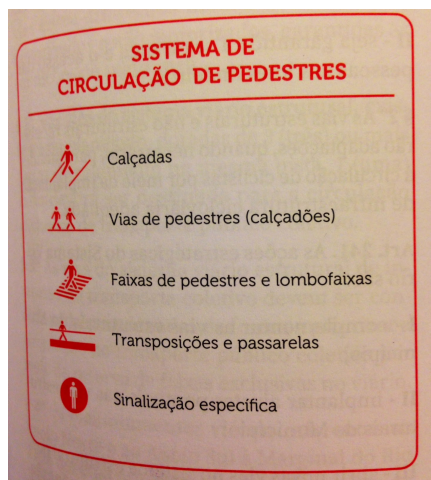 SISTEMA DE
CIRCULAÇÃO DE PEDESTRES
Calçadas
Vias de pedestres (calçadões)
Faixas de pedestres e lombofaixas
Transposições e passarelas
Sinalização específica